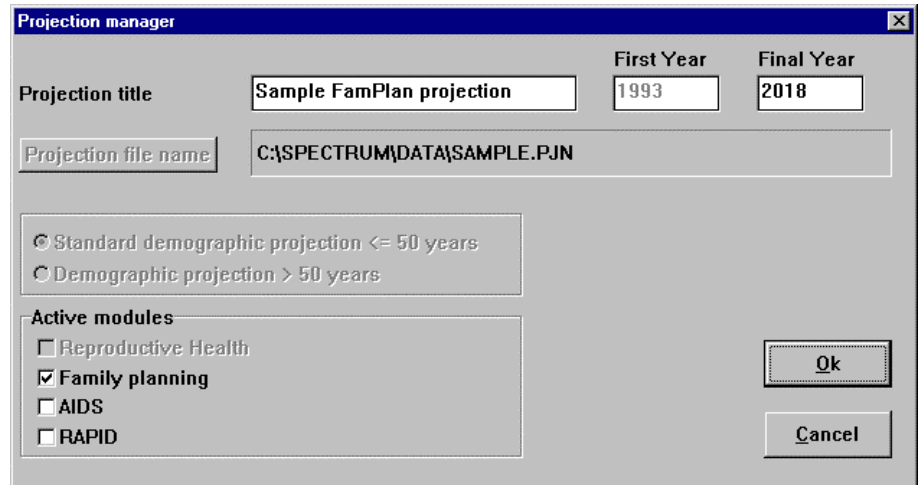 Projection manager
First Year Final Year
Projection title Sample FamPlan projection 1993 2018
Projection file name C:\SPECTRUM\DATA\SAMPLE.PJN
Standard demographic projection <= 50 years
Demographic projection > 50 years
Active modules
Reproductive Health
Family planning
AIDS
RAPID
Ok
Cancel